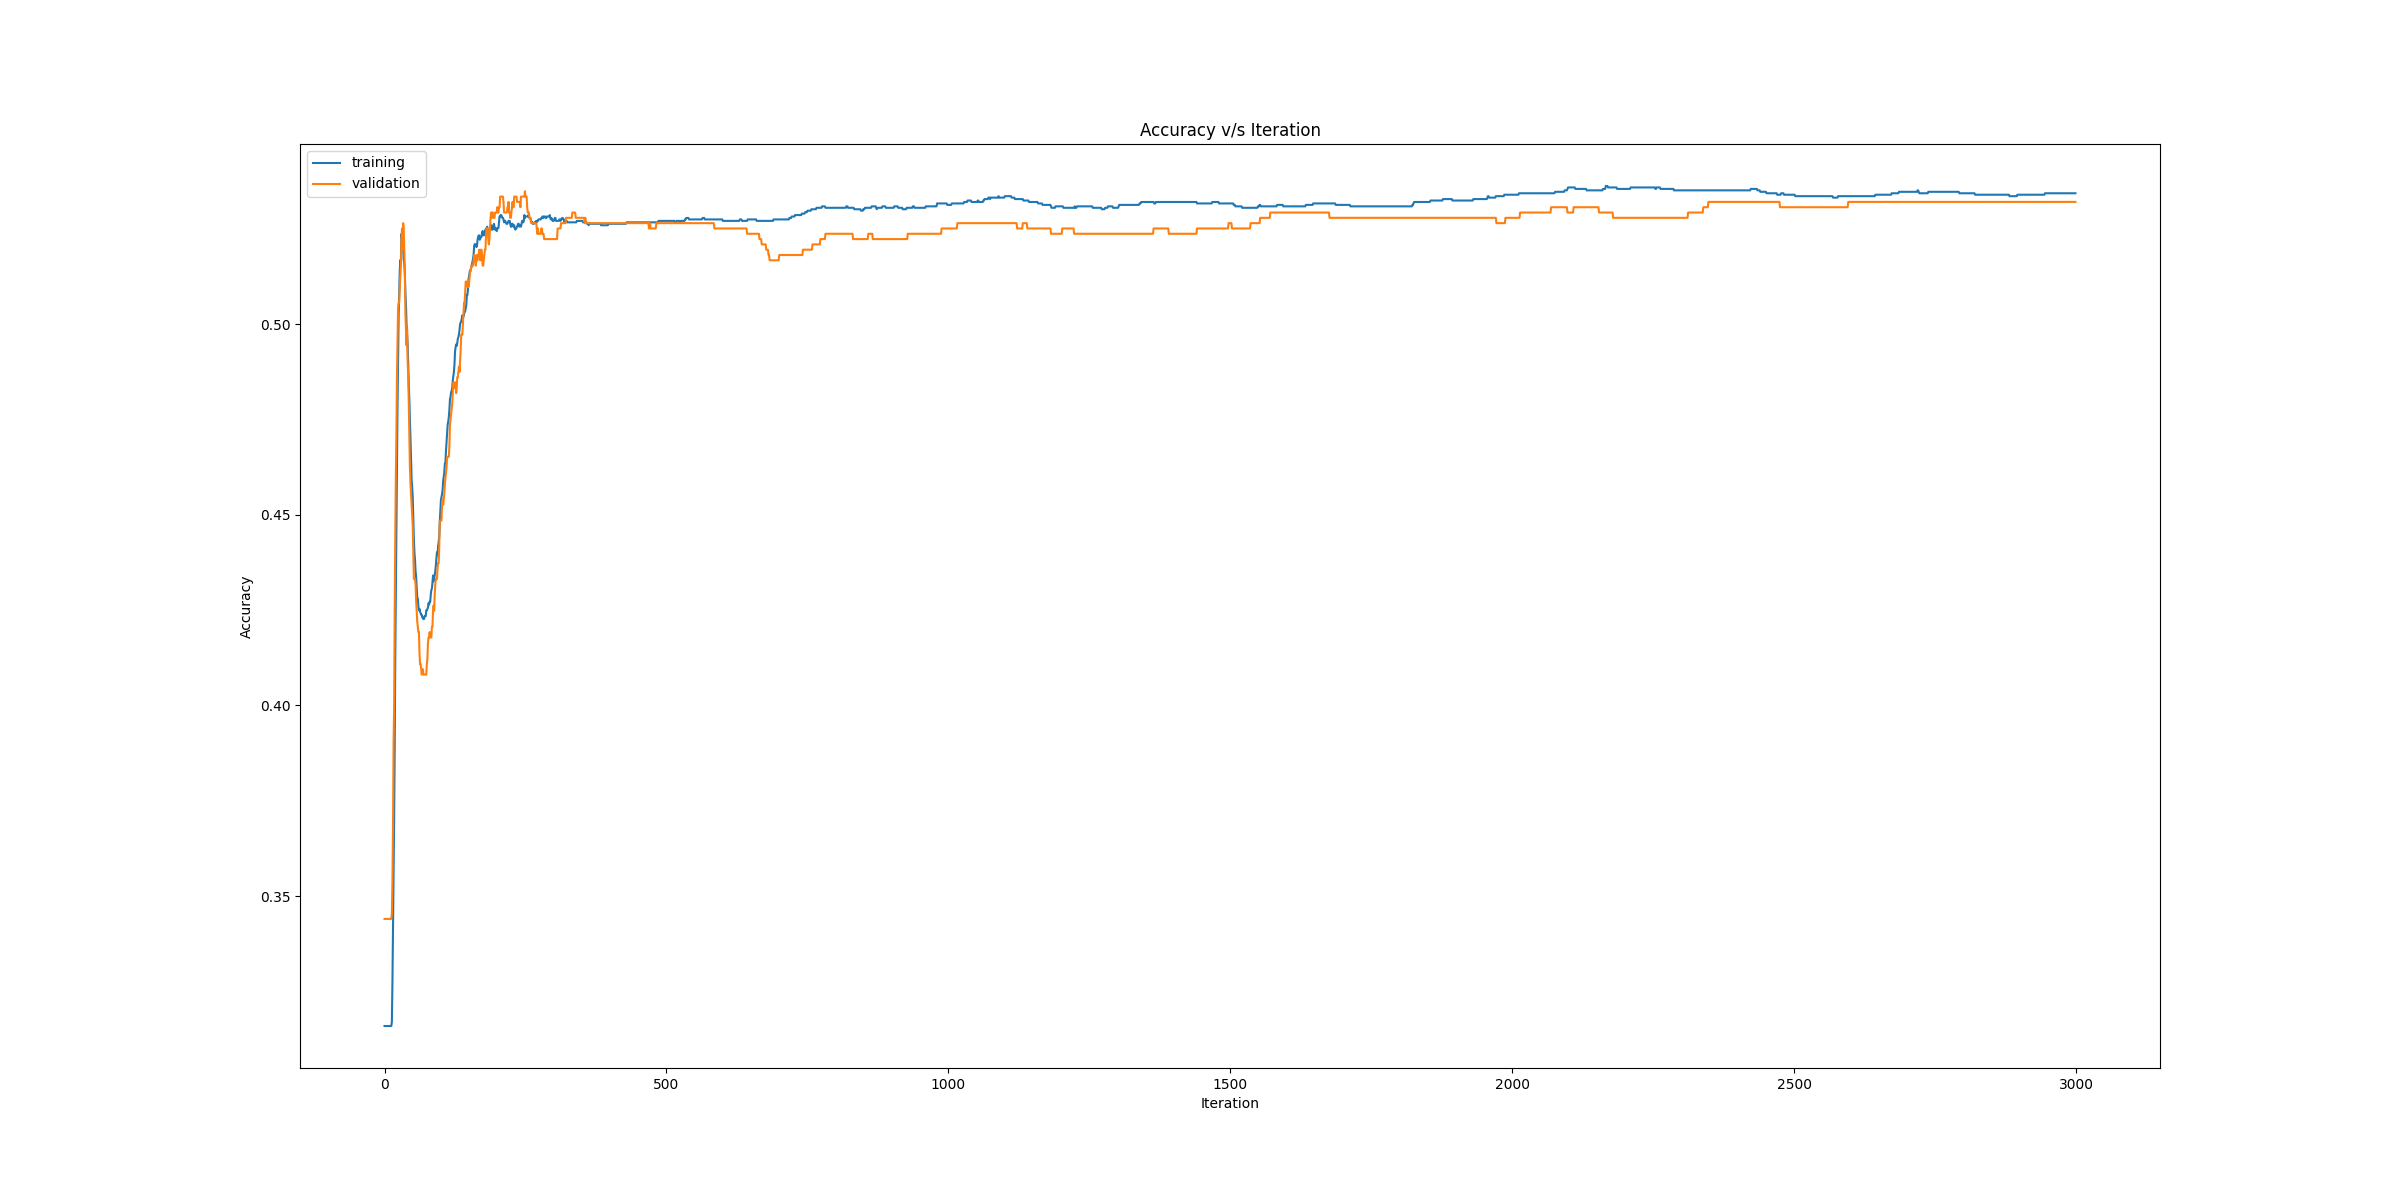 Accuracy v/s Iteration
training
validation
0.50
0.45
0.40
0.35
Accuracy
0 500 1000 1500 2000 2500 3000
Iteration